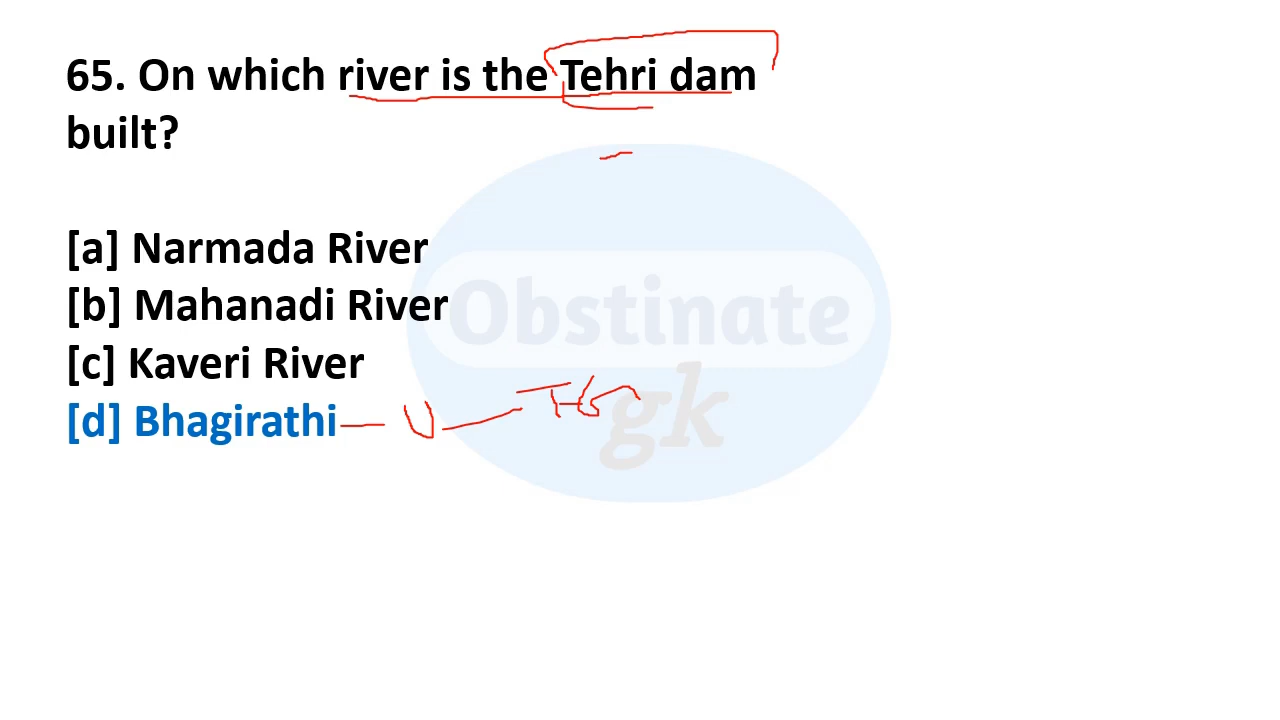 65. On which river is the Tehri dam
built?
[a] Narmada River
[b] Mahanadi River
[c] Kaveri River
[d] Bhagirathi
Obstinate
gk